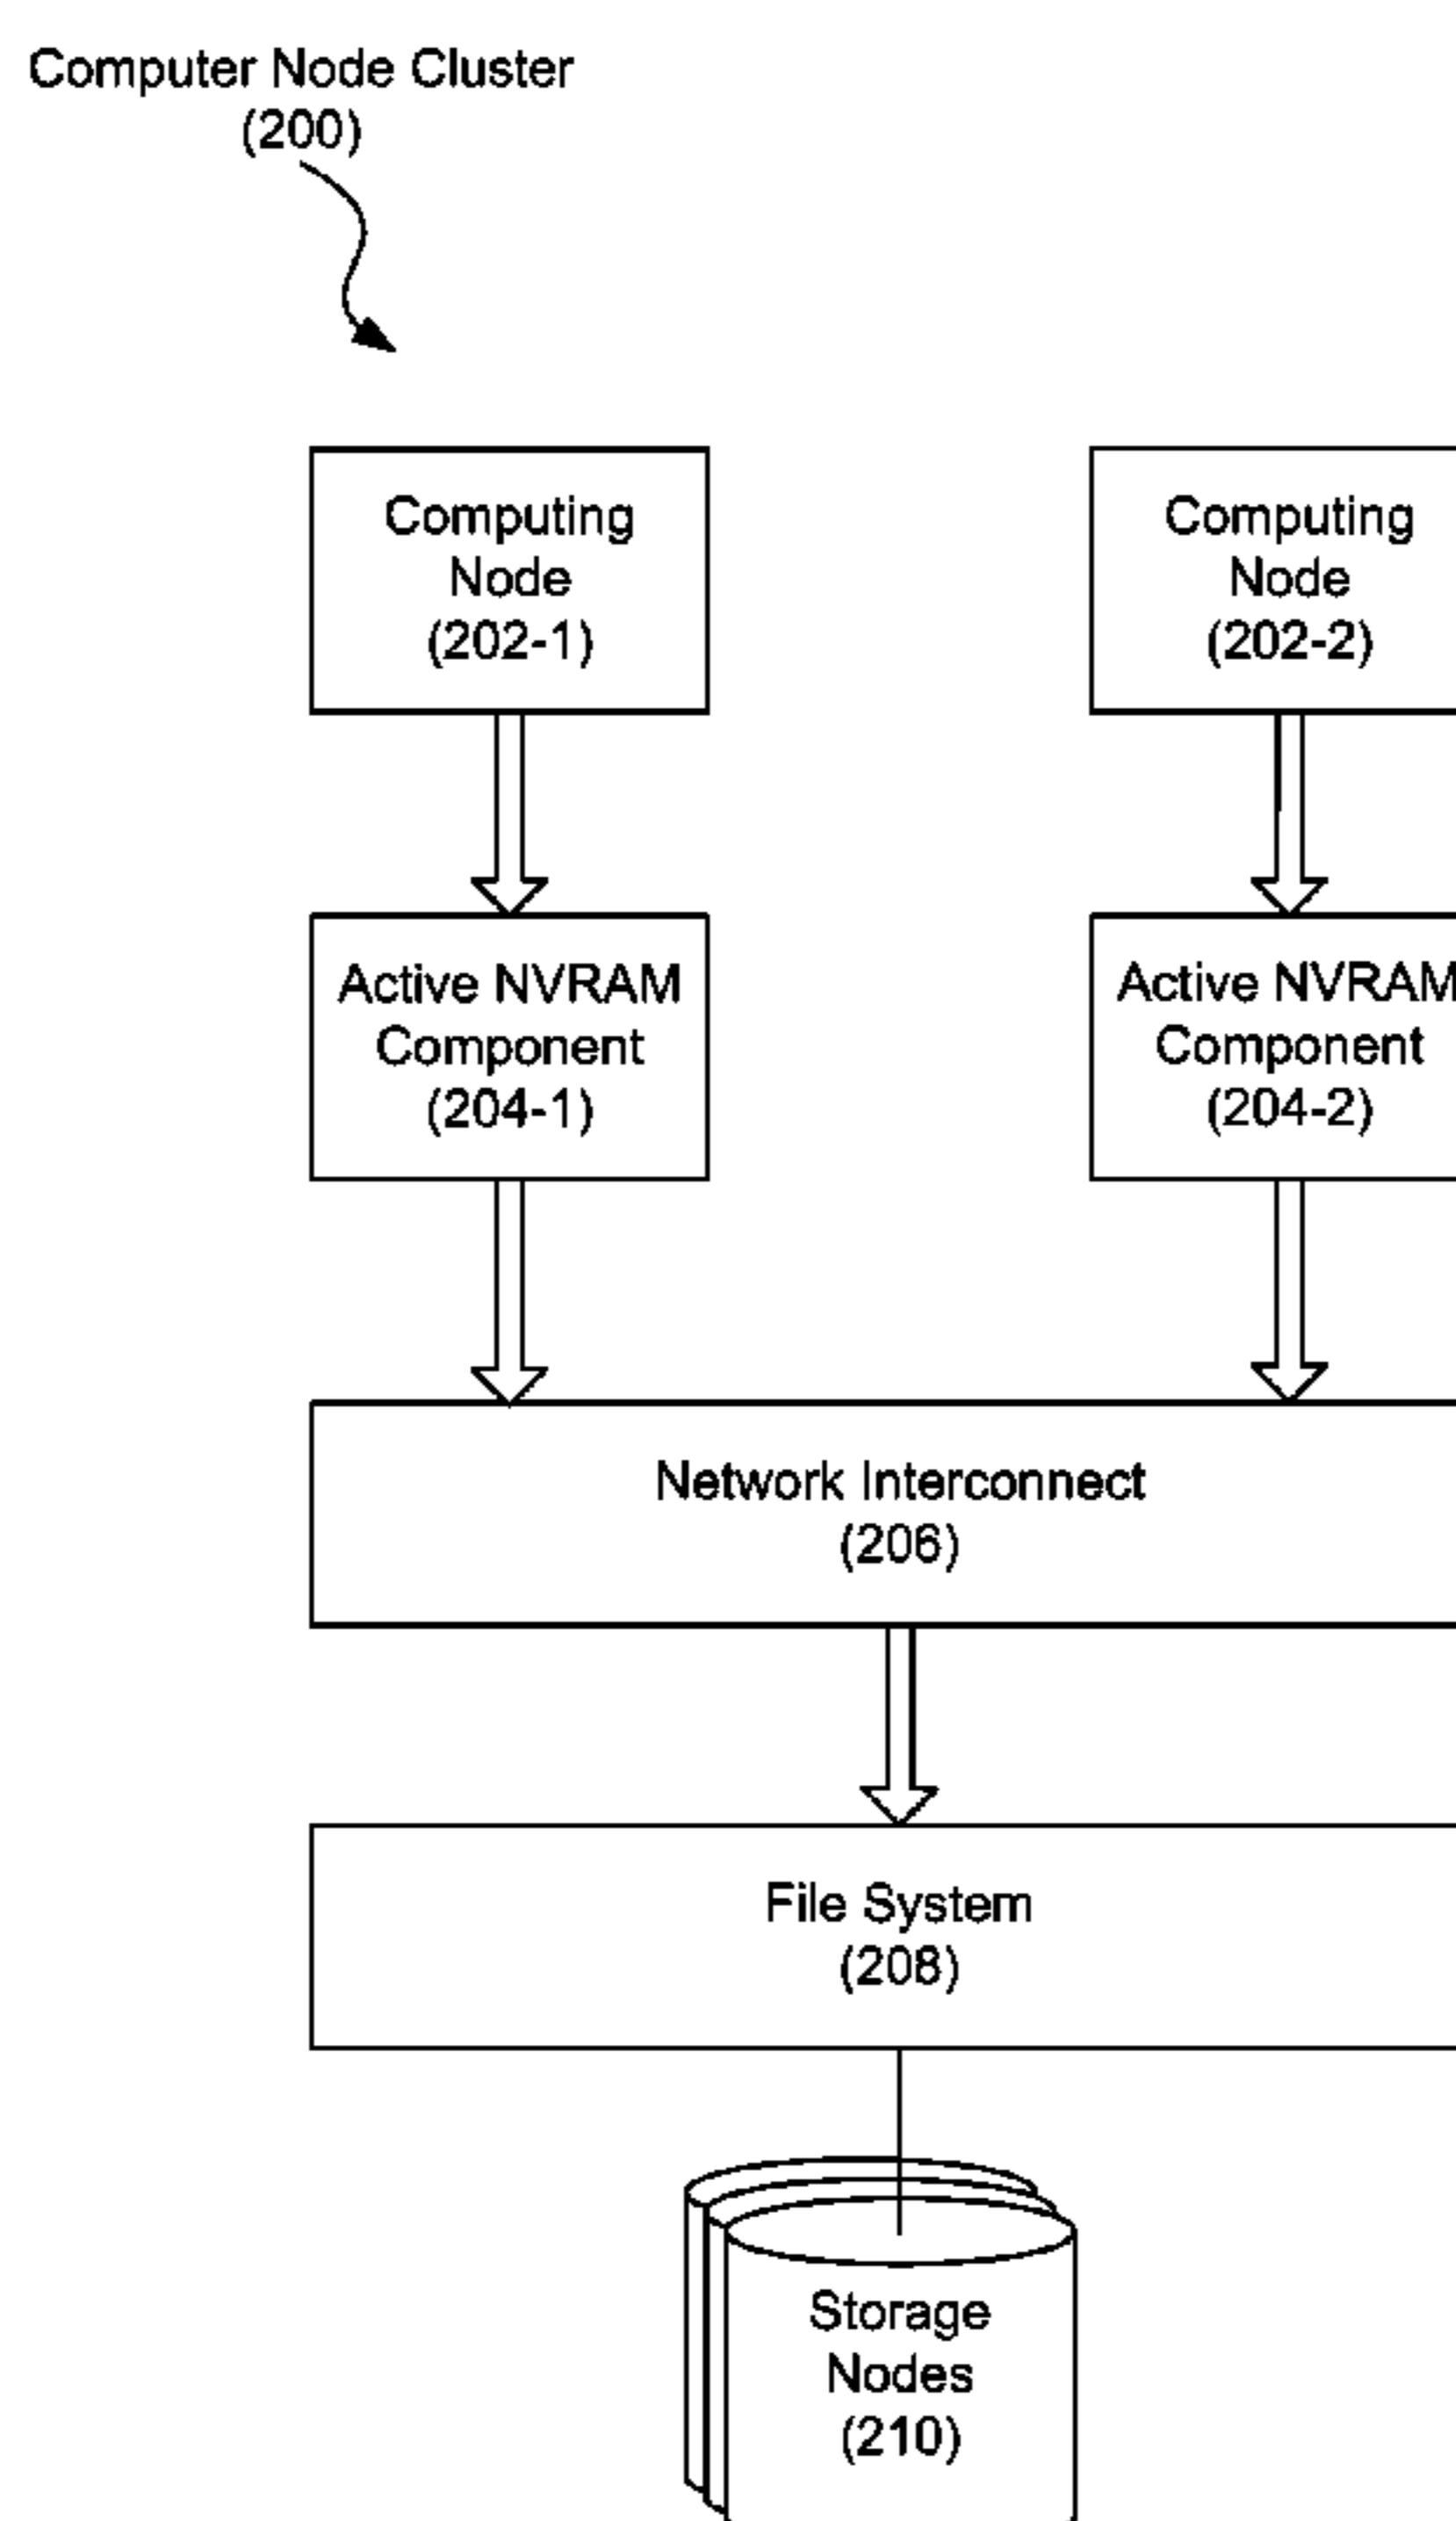 Computer Node Cluster
(200)
Computing
Node
(202-1)
Computing
Node
(202-2)
Active NVRAM
Component
(204-1)
Active NVRAM
Component
(204-2)
Network Interconnect
(206)
File System
(208)
Storage
Nodes
(210)